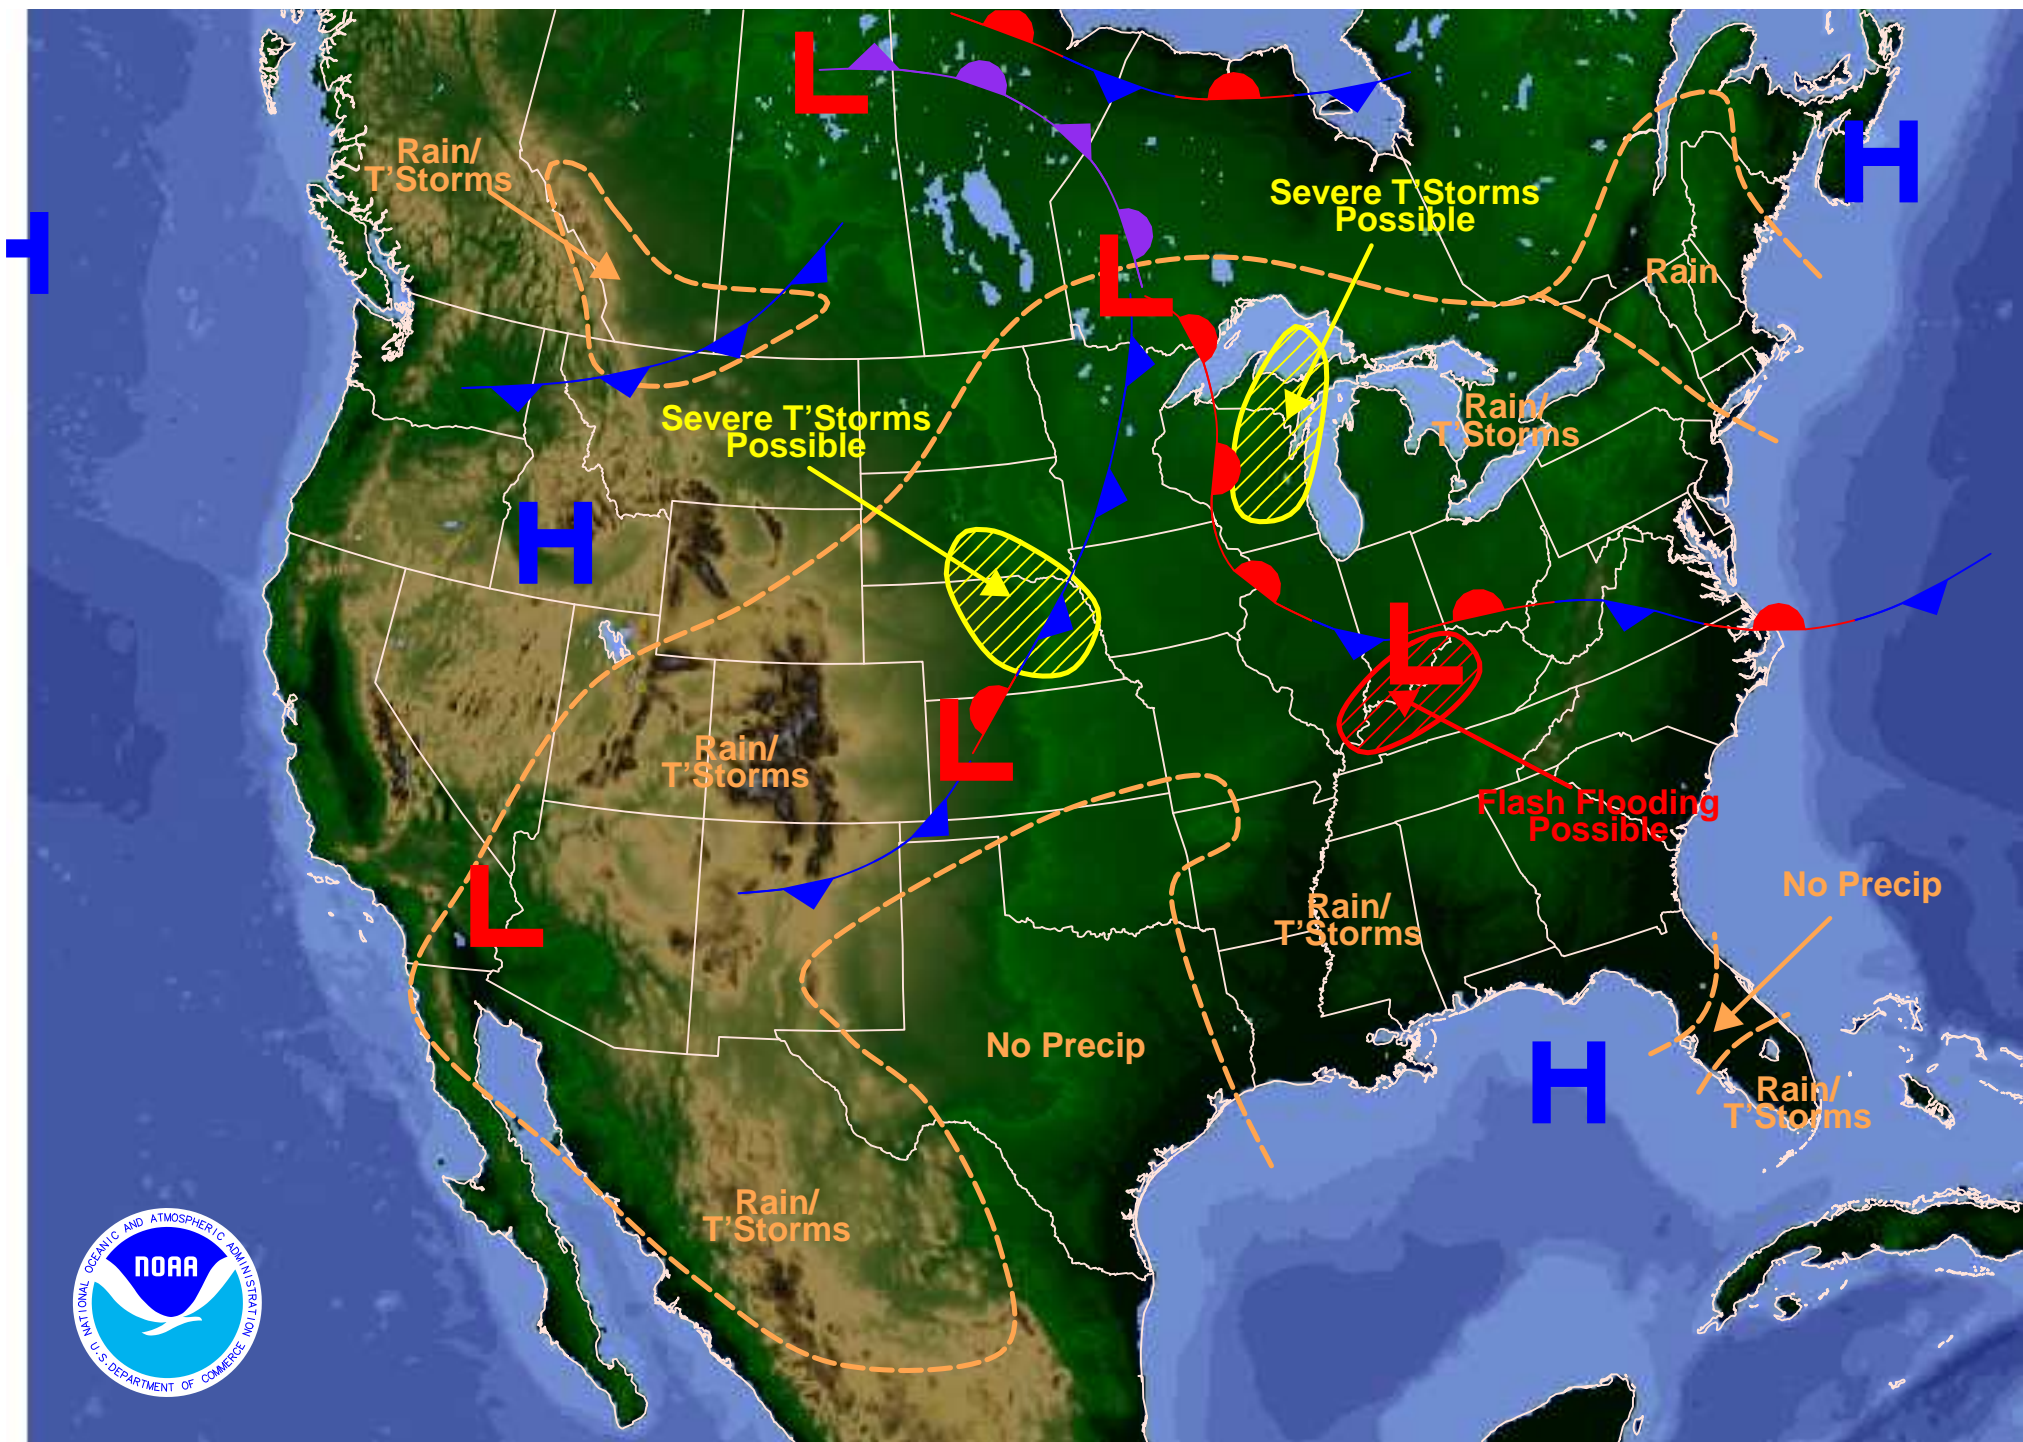 L
Rain/
T'Storms
Severe T'Storms
Possible
H
H
L
Rain
Severe T'Storms
Possible
Rain/
T'Storms
H
L
L
Rain/
T'Storms
Flash Flooding
Possible
L
Rain/
T'Storms
No Precip
No Precip
H
Rain/
T'Storms
Rain/
T'Storms
NATIONAL OCEANIC AND ATMOSPHERIC ADMINISTRATION
NOAA
U.S. DEPARTMENT OF COMMERCE